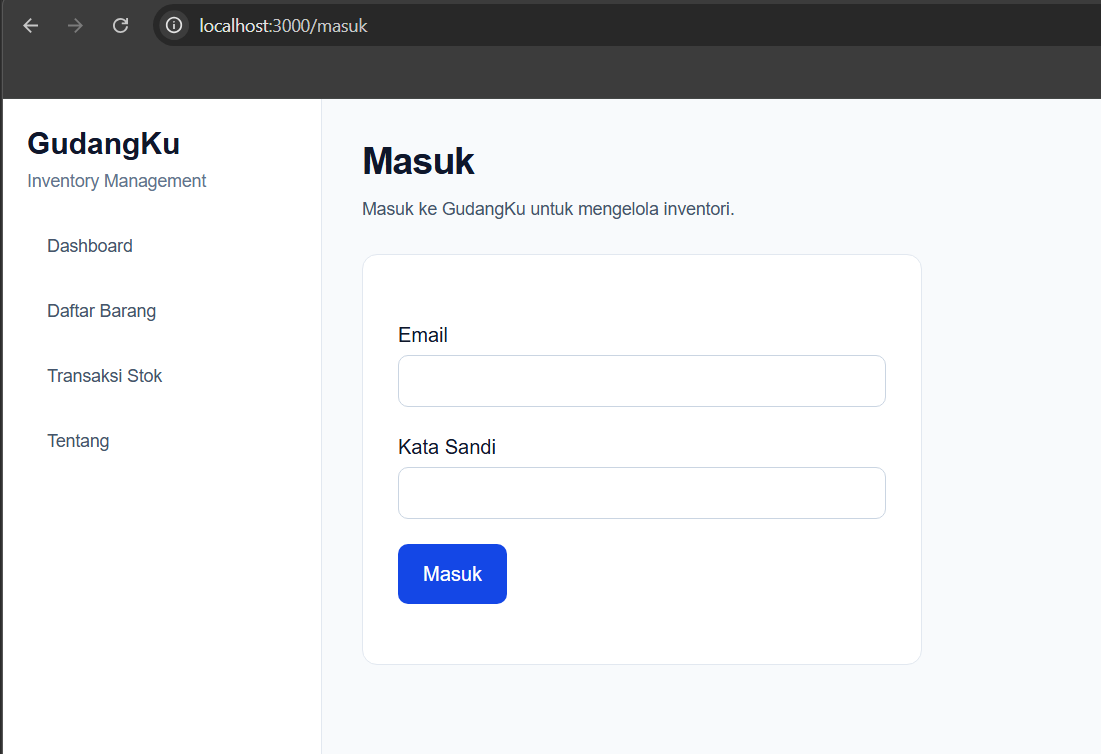 localhost:3000/masuk
GudangKu
Inventory Management
Dashboard
Daftar Barang
Transaksi Stok
Tentang
Masuk
Masuk ke GudangKu untuk mengelola inventori.
Email
Kata Sandi
Masuk